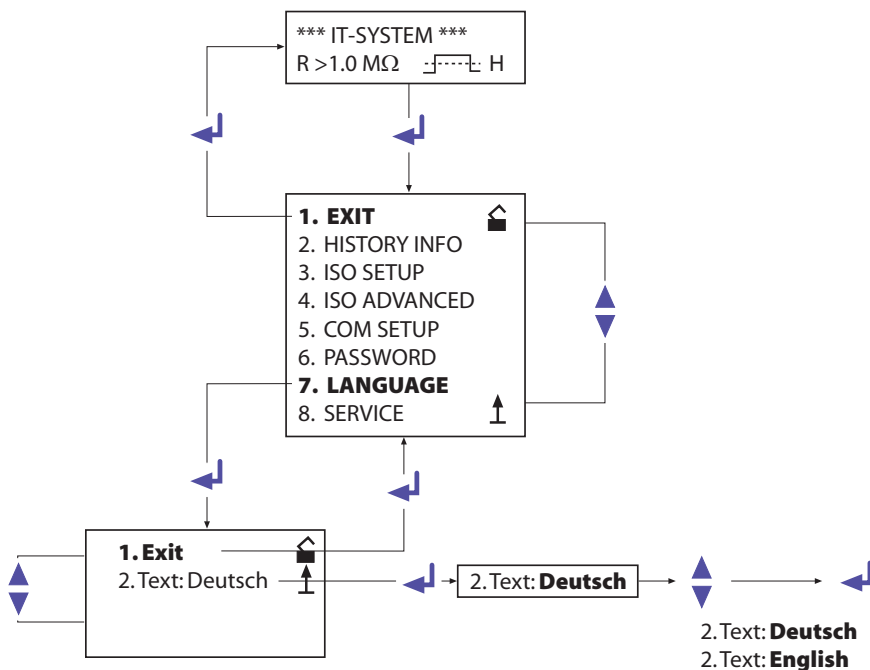 *** IT-SYSTEM ***
R >1.0 MΩ H
1. EXIT
2. HISTORY INFO
3. ISO SETUP
4. ISO ADVANCED
5. COM SETUP
6. PASSWORD
7. LANGUAGE
8. SERVICE
1. Exit
2. Text: Deutsch
2. Text: Deutsch
2. Text: Deutsch
2. Text: English